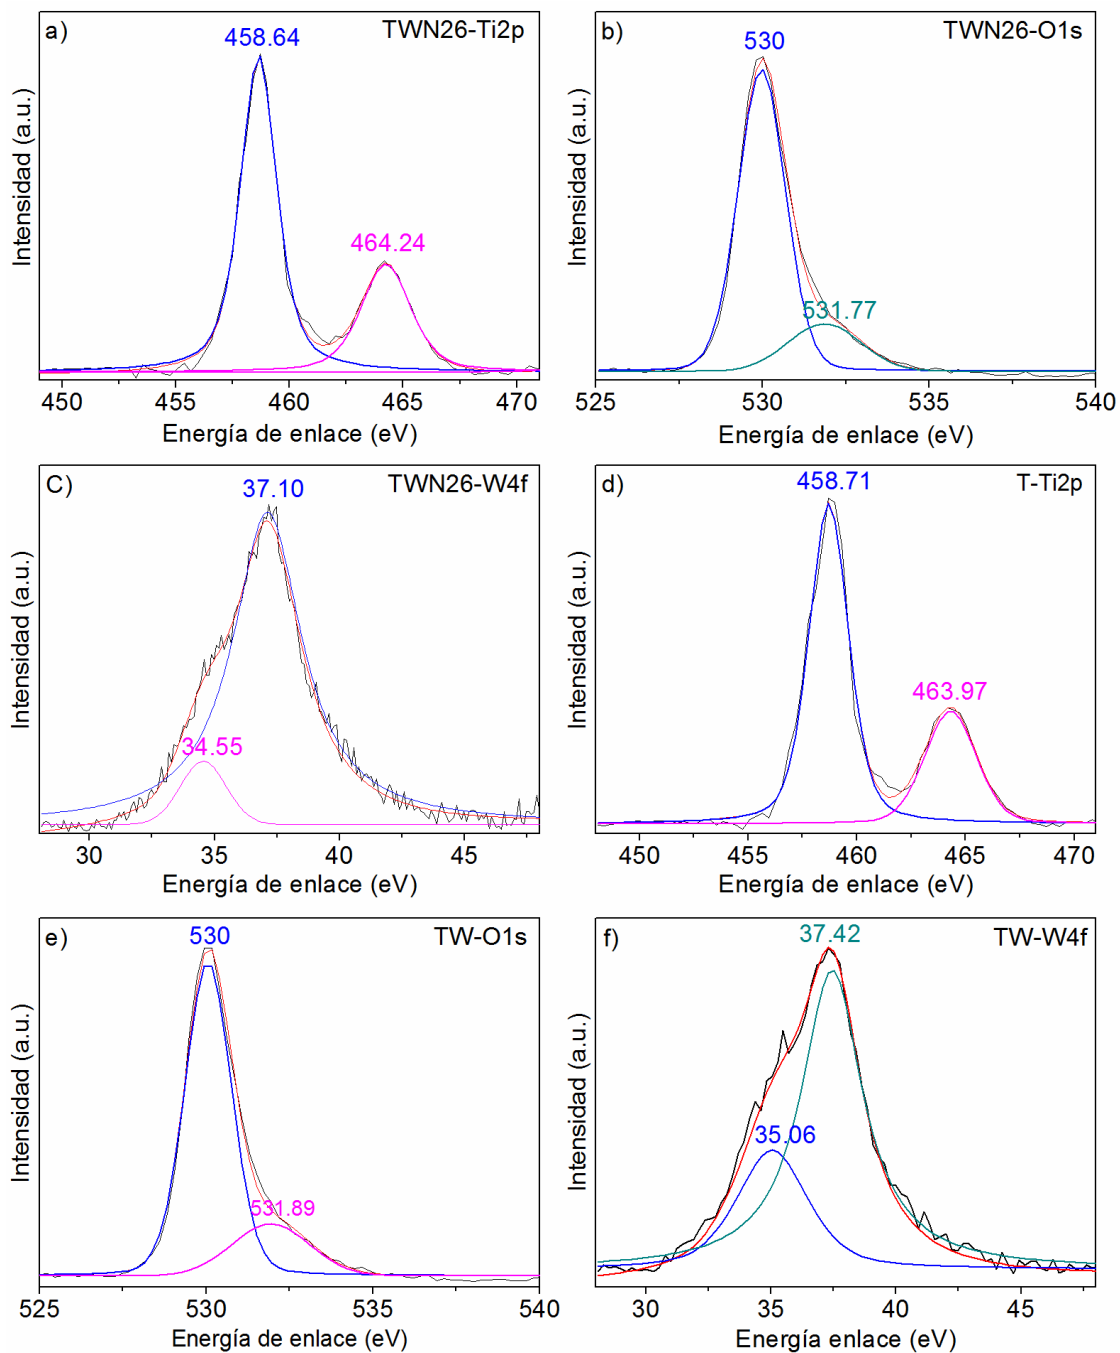 a)
TWN26-Ti2p
458.64
464.24
Intensidad (a.u.)
450 455 460 465 470
Energía de enlace (eV)
b)
TWN26-O1s
530
531.77
Intensidad (a.u.)
525 530 535 540
Energía de enlace (eV)
C)
TWN26-W4f
37.10
34.55
Intensidad (a.u.)
30 35 40 45
Energía de enlace (eV)
d)
T-Ti2p
458.71
463.97
Intensidad (a.u.)
450 455 460 465 470
Energía de enlace (eV)
e)
TW-O1s
530
531.89
Intensidad (a.u.)
525 530 535 540
Energía de enlace (eV)
f)
TW-W4f
37.42
35.06
Intensidad (a.u.)
30 35 40 45
Energía enlace (eV)